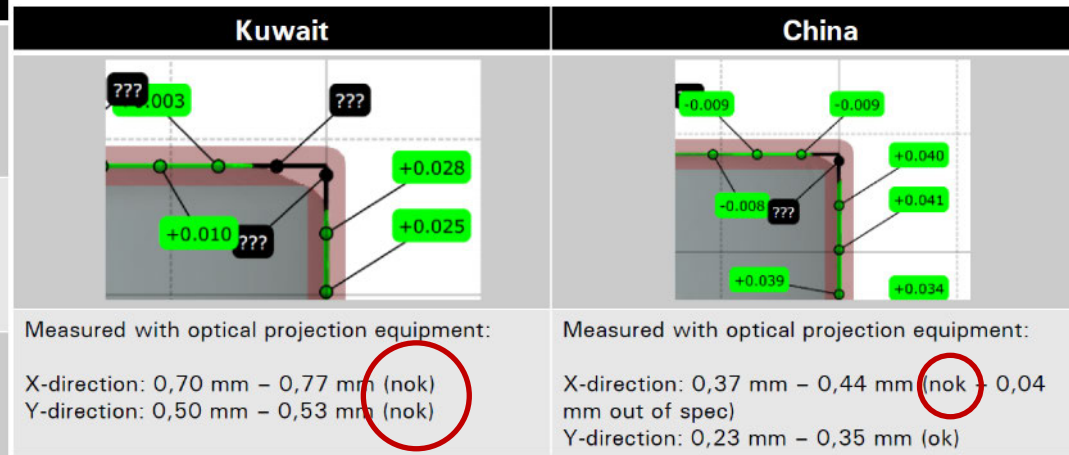 Kuwait
China
???
.003
???
+0.028
+0.010
???
+0.025
-0.009
-0.009
+0.040
-0.008
???
+0.041
+0.039
+0.034
Measured with optical projection equipment:
X-direction: 0,70 mm – 0,77 mm (nok)
Y-direction: 0,50 mm – 0,53 mm (nok)
Measured with optical projection equipment:
X-direction: 0,37 mm – 0,44 mm (nok – 0,04
mm out of spec)
Y-direction: 0,23 mm – 0,35 mm (ok)